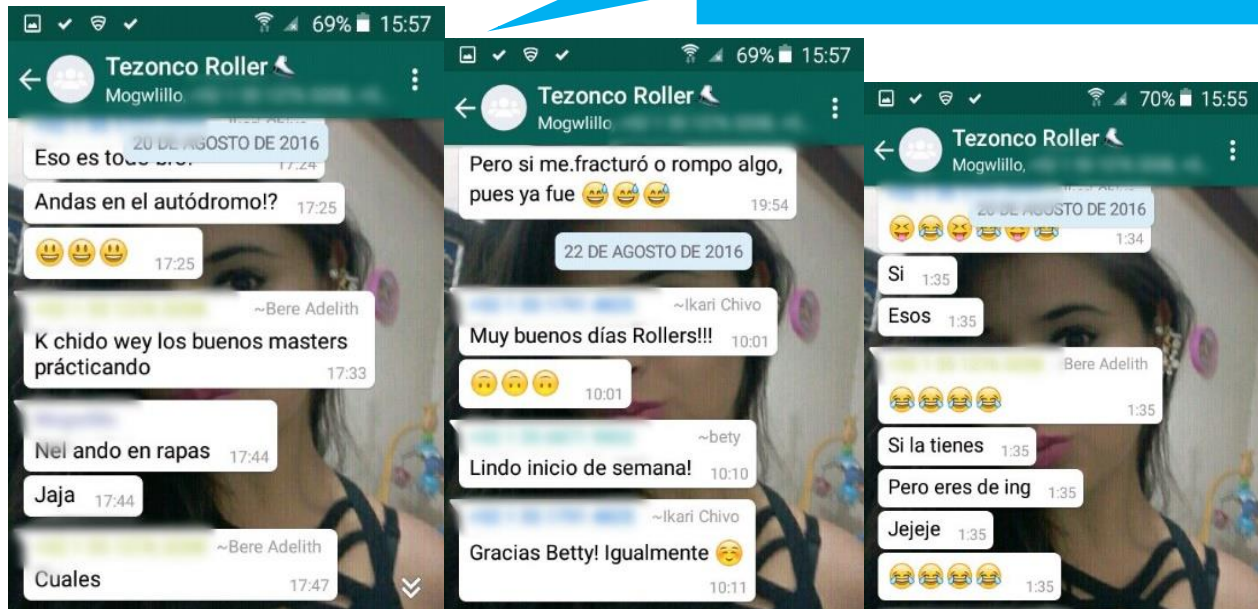 69% 15:57
Tezonco Roller
Mogwlillo
20 DE AGOSTO DE 2016
Eso es todo bro!
17:24
Andas en el autódromo!? 17:25
17:25
~Bere Adelith
K chido wey los buenos masters
prácticando 17:33
Nel ando en rapas 17:44
Jaja 17:44
~Bere Adelith
Cuales 17:47
69% 15:57
Tezonco Roller
Mogwlillo
Pero si me.fracturó o rompo algo,
pues ya fue 19:54
22 DE AGOSTO DE 2016
~Ikari Chivo
Muy buenos días Rollers!!! 10:01
10:01
~bety
Lindo inicio de semana! 10:10
~Ikari Chivo
Gracias Betty! Igualmente
10:11
70% 15:55
Tezonco Roller
Mogwlillo,
DE AGOSTO DE 2016
1:34
Si 1:35
Esos 1:35
Bere Adelith
1:35
Si la tienes 1:35
Pero eres de ing 1:35
Jejeje 1:35
1:35